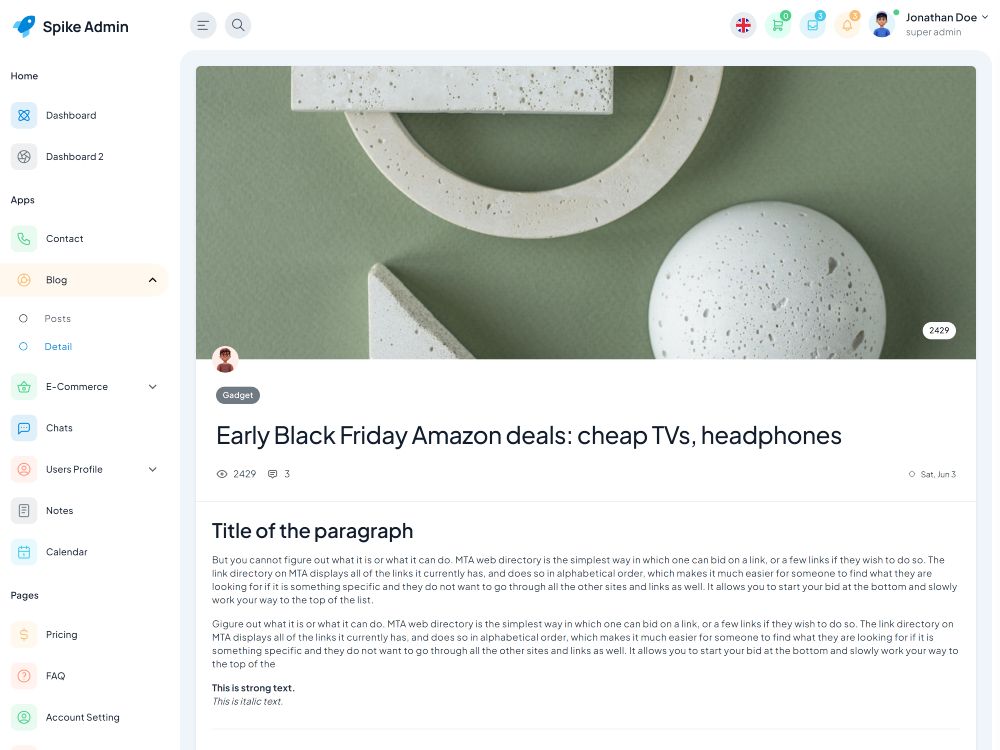 Spike Admin
0
3
3
Jonathan Doe
super admin
Home
Dashboard
Dashboard 2
Apps
Contact
Blog
Posts
Detail
E-Commerce
Chats
Users Profile
Notes
Calendar
Pages
Pricing
FAQ
Account Setting
2429
Gadget
Early Black Friday Amazon deals: cheap TVs, headphones
2429
3
Sat, Jun 3
Title of the paragraph
But you cannot figure out what it is or what it can do. MTA web directory is the simplest way in which one can bid on a link, or a few links if they wish to do so. The
link directory on MTA displays all of the links it currently has, and does so in alphabetical order, which makes it much easier for someone to find what they are
looking for if it is something specific and they do not want to go through all the other sites and links as well. It allows you to start your bid at the bottom and slowly
work your way to the top of the list.
Gigure out what it is or what it can do. MTA web directory is the simplest way in which one can bid on a link, or a few links if they wish to do so. The link directory on
MTA displays all of the links it currently has, and does so in alphabetical order, which makes it much easier for someone to find what they are looking for if it is
something specific and they do not want to go through all the other sites and links as well. It allows you to start your bid at the bottom and slowly work your way to
the top of the
This is strong text.
This is italic text.